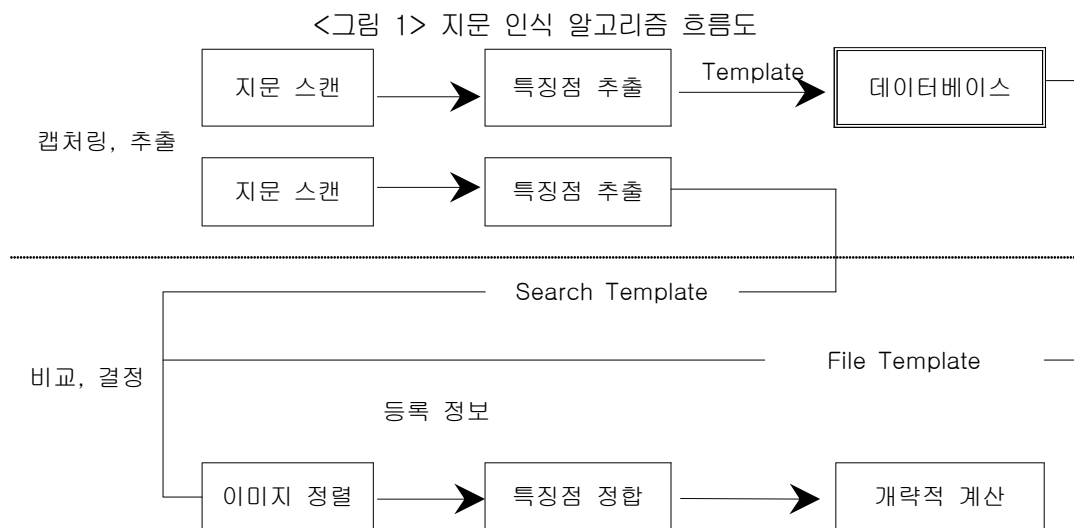 <그림 1> 지문 인식 알고리즘 흐름도
지문 스캔
특징점 추출
Template
데이터베이스
캡처링, 추출
지문 스캔
특징점 추출
Search Template
File Template
비교, 결정
등록 정보
이미지 정렬
특징점 정합
개략적 계산